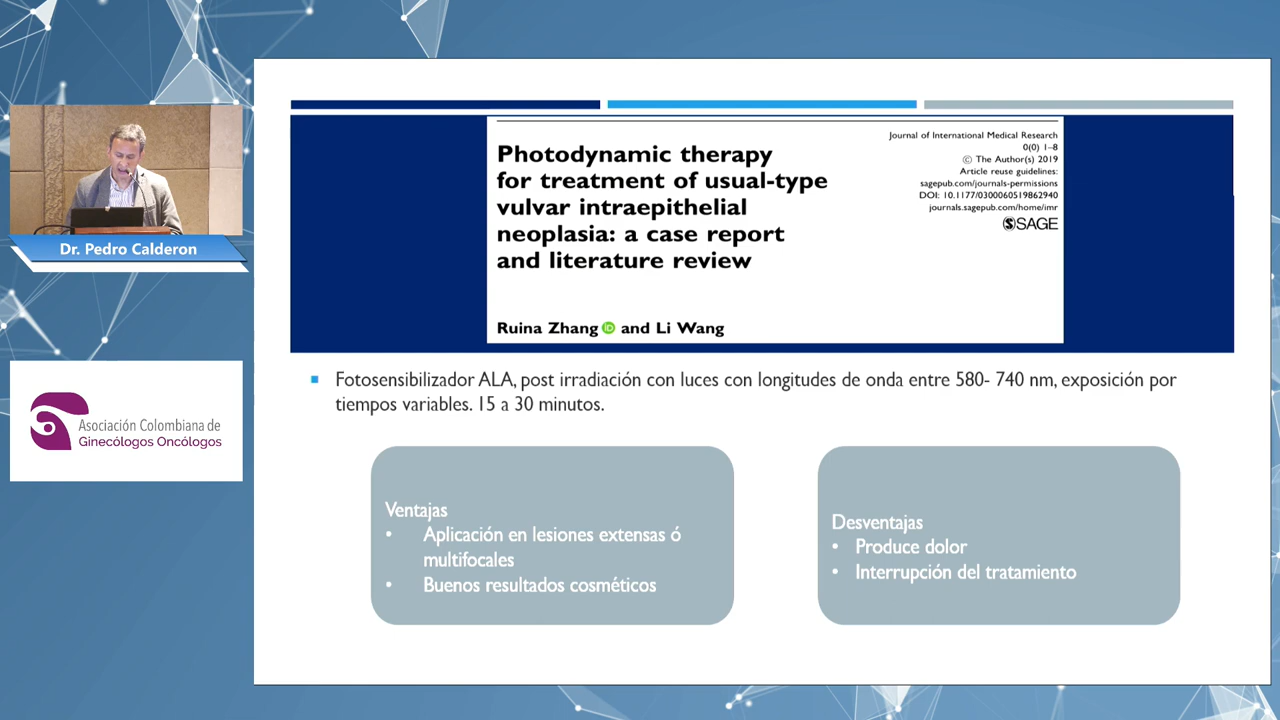 Dr. Pedro Calderon
Asociación Colombiana de
Ginecólogos Oncólogos
Photodynamic therapy
for treatment of usual-type
vulvar intraepithelial
neoplasia: a case report
and literature review
Journal of International Medical Research
0(0) 1–8
© The Author(s) 2019
Article reuse guidelines:
sagepub.com/journals-permissions
DOI: 10.1177/0300060519862940
journals.sagepub.com/home/imr
SAGE
Ruina Zhang iD and Li Wang
▪ Fotosensibilizador ALA, post irradiación con luces con longitudes de onda entre 580- 740 nm, exposición por
tiempos variables. 15 a 30 minutos.
Ventajas
• Aplicación en lesiones extensas ó
multifocales
• Buenos resultados cosméticos
Desventajas
• Produce dolor
• Interrupción del tratamiento